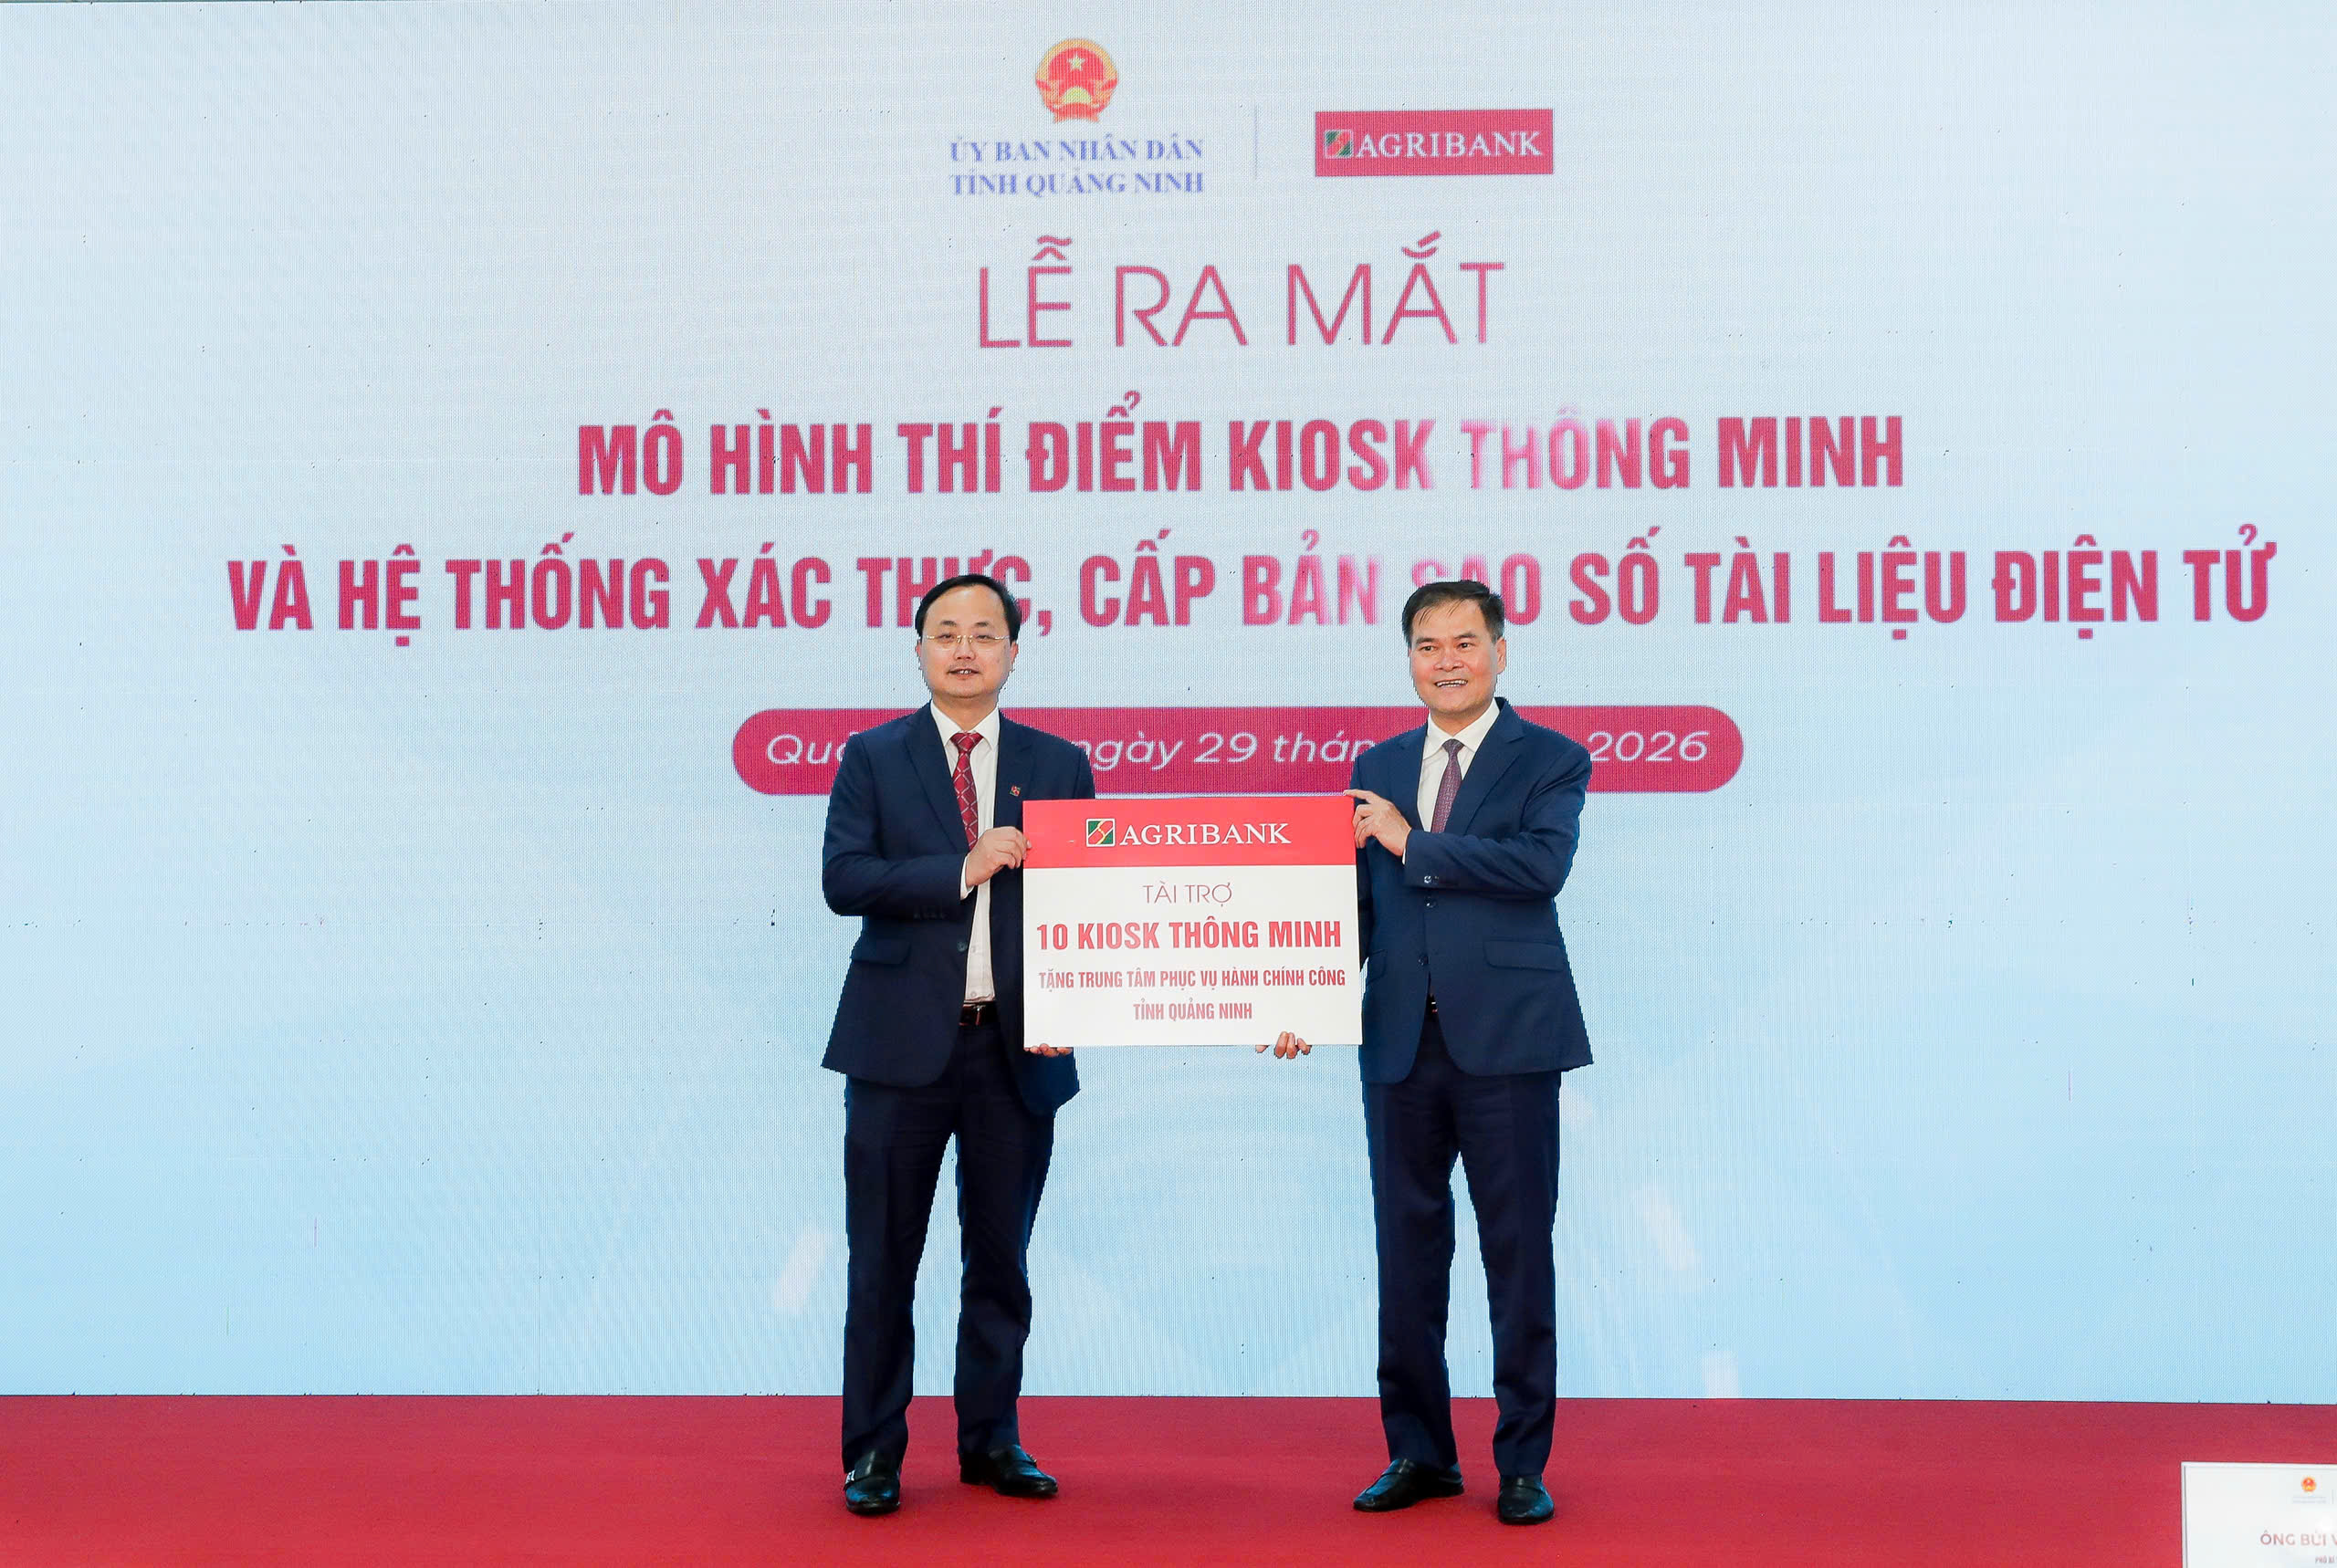 ỦY BAN NHÂN DÂN
TỈNH QUẢNG NINH
AGRIBANK
LỄ RA MẮT
MÔ HÌNH THÍ ĐIỂM KIOSK THÔNG MINH
VÀ HỆ THỐNG XÁC THỰC, CẤP BẢN SAO SỐ TÀI LIỆU ĐIỆN TỬ
ngày 29 2026
AGRIBANK
TÀI TRỢ
10 KIOSK THÔNG MINH
TẶNG TRUNG TÂM PHỤC VỤ HÀNH CHÍNH CÔNG
TỈNH QUẢNG NINH
ÔNG BÙI